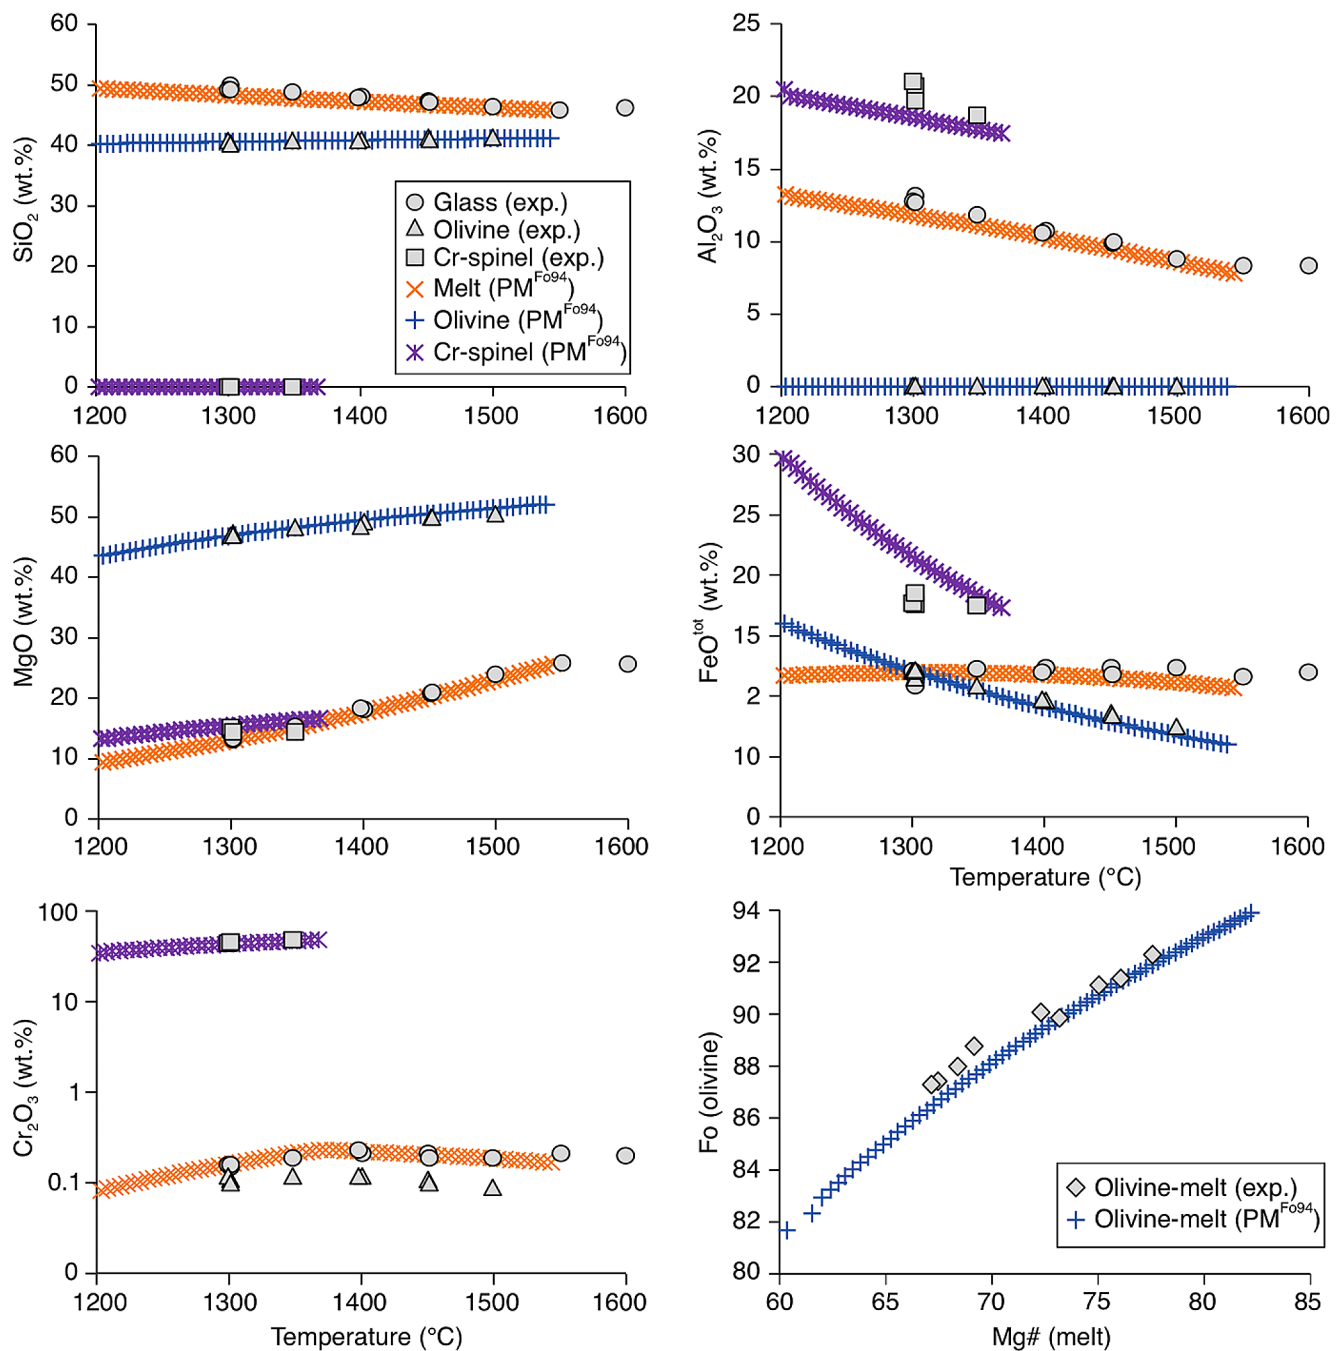 60
50
40
30
20
10
0
SiO2 (wt.%)
1200 1300 1400 1500 1600
Glass (exp.)
Olivine (exp.)
Cr-spinel (exp.)
Melt (PMFo94)
Olivine (PMFo94)
Cr-spinel (PMFo94)
25
20
15
10
5
0
Al2O3 (wt.%)
1200 1300 1400 1500 1600
60
50
40
30
20
10
0
MgO (wt.%)
1200 1300 1400 1500 1600
30
25
20
15
2
10
0
FeOtot (wt.%)
1200 1300 1400 1500 1600
Temperature (°C)
100
10
1
0.1
0
Cr2O3 (wt.%)
1200 1300 1400 1500 1600
Temperature (°C)
94
92
90
88
86
84
82
80
Fo (olivine)
Olivine-melt (exp.)
Olivine-melt (PMFo94)
60 65 70 75 80 85
Mg# (melt)